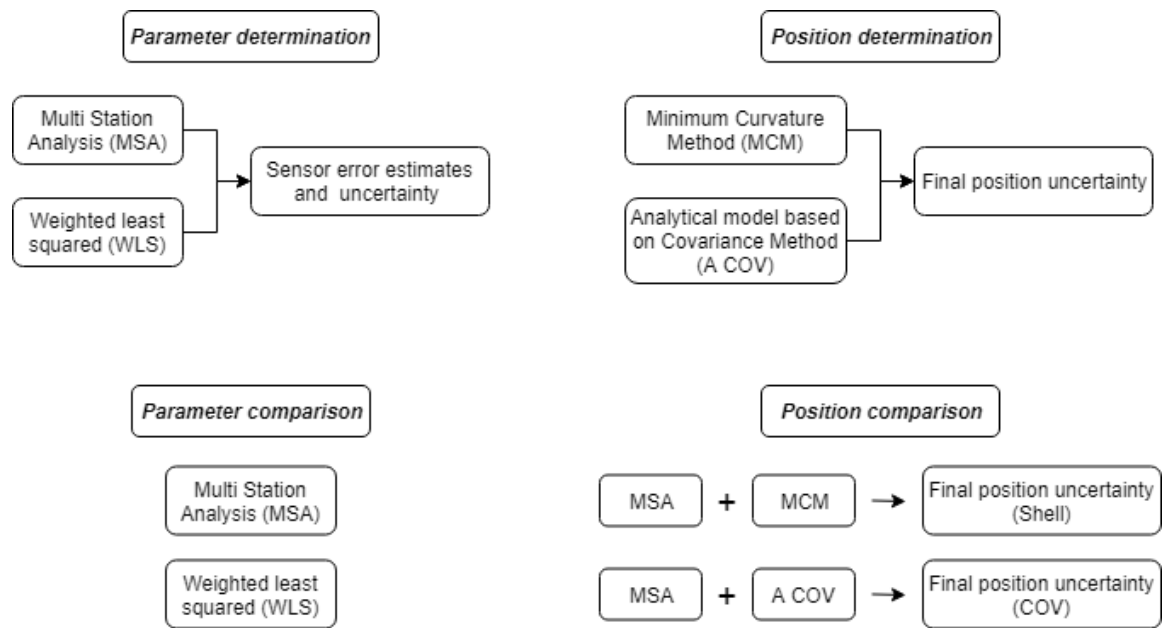 Parameter determination
Multi Station
Analysis (MSA)
Weighted least
squared (WLS)
Sensor error estimates
and uncertainty
Position determination
Minimum Curvature
Method (MCM)
Analytical model based
on Covariance Method
(A COV)
Final position uncertainty
Parameter comparison
Multi Station
Analysis (MSA)
Weighted least
squared (WLS)
Position comparison
MSA + MCM
Final position uncertainty
(Shell)
MSA + A COV
Final position uncertainty
(COV)